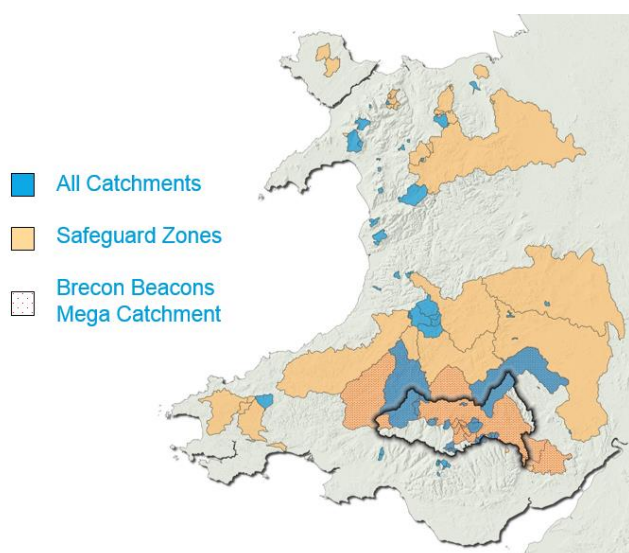 All Catchments
Safeguard Zones
Brecon Beacons
Mega Catchment